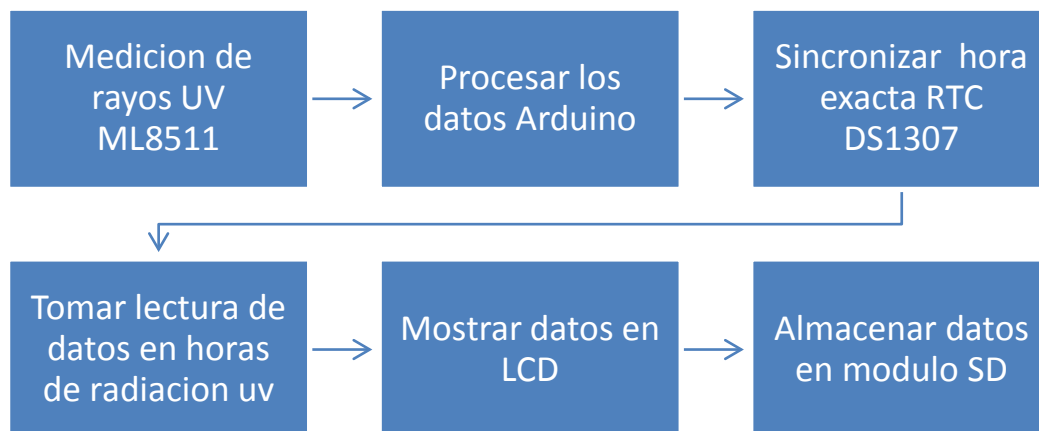 Medicion de
rayos UV
ML8511
Procesar los
datos Arduino
Sincronizar hora
exacta RTC
DS1307
Tomar lectura de
datos en horas
de radiacion uv
Mostrar datos en
LCD
Almacenar datos
en modulo SD